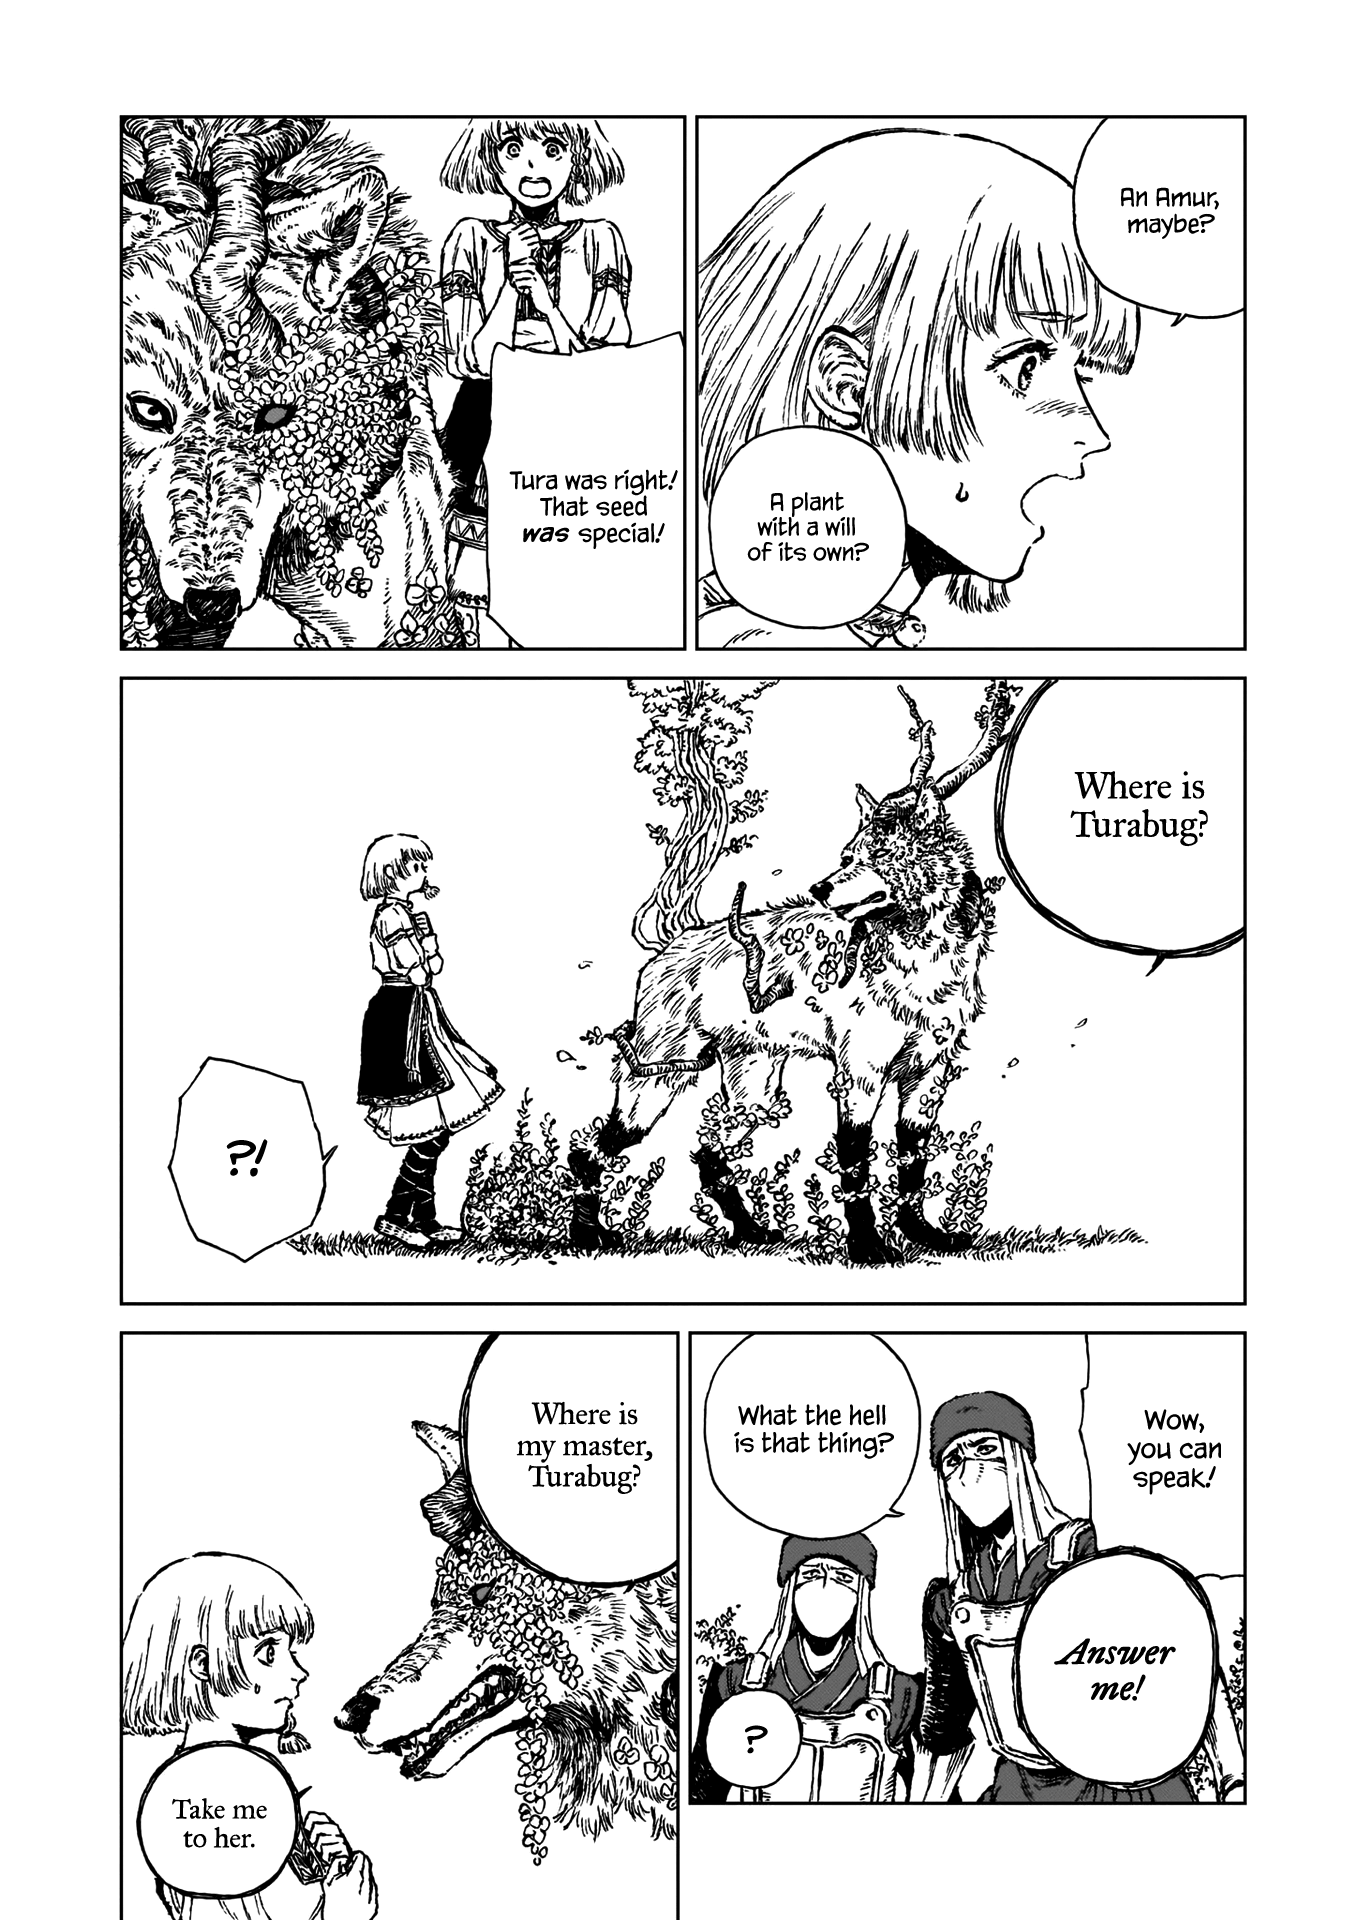 An Amur,
maybe?
A plant
with a will
of its own?
Tura was right!
That seed
was special!
Where is
Turabug?
?!
Wow,
you can
speak!
Answer
me!
What the hell
is that thing?
?
Where is
my master,
Turabug?
Take me
to her.